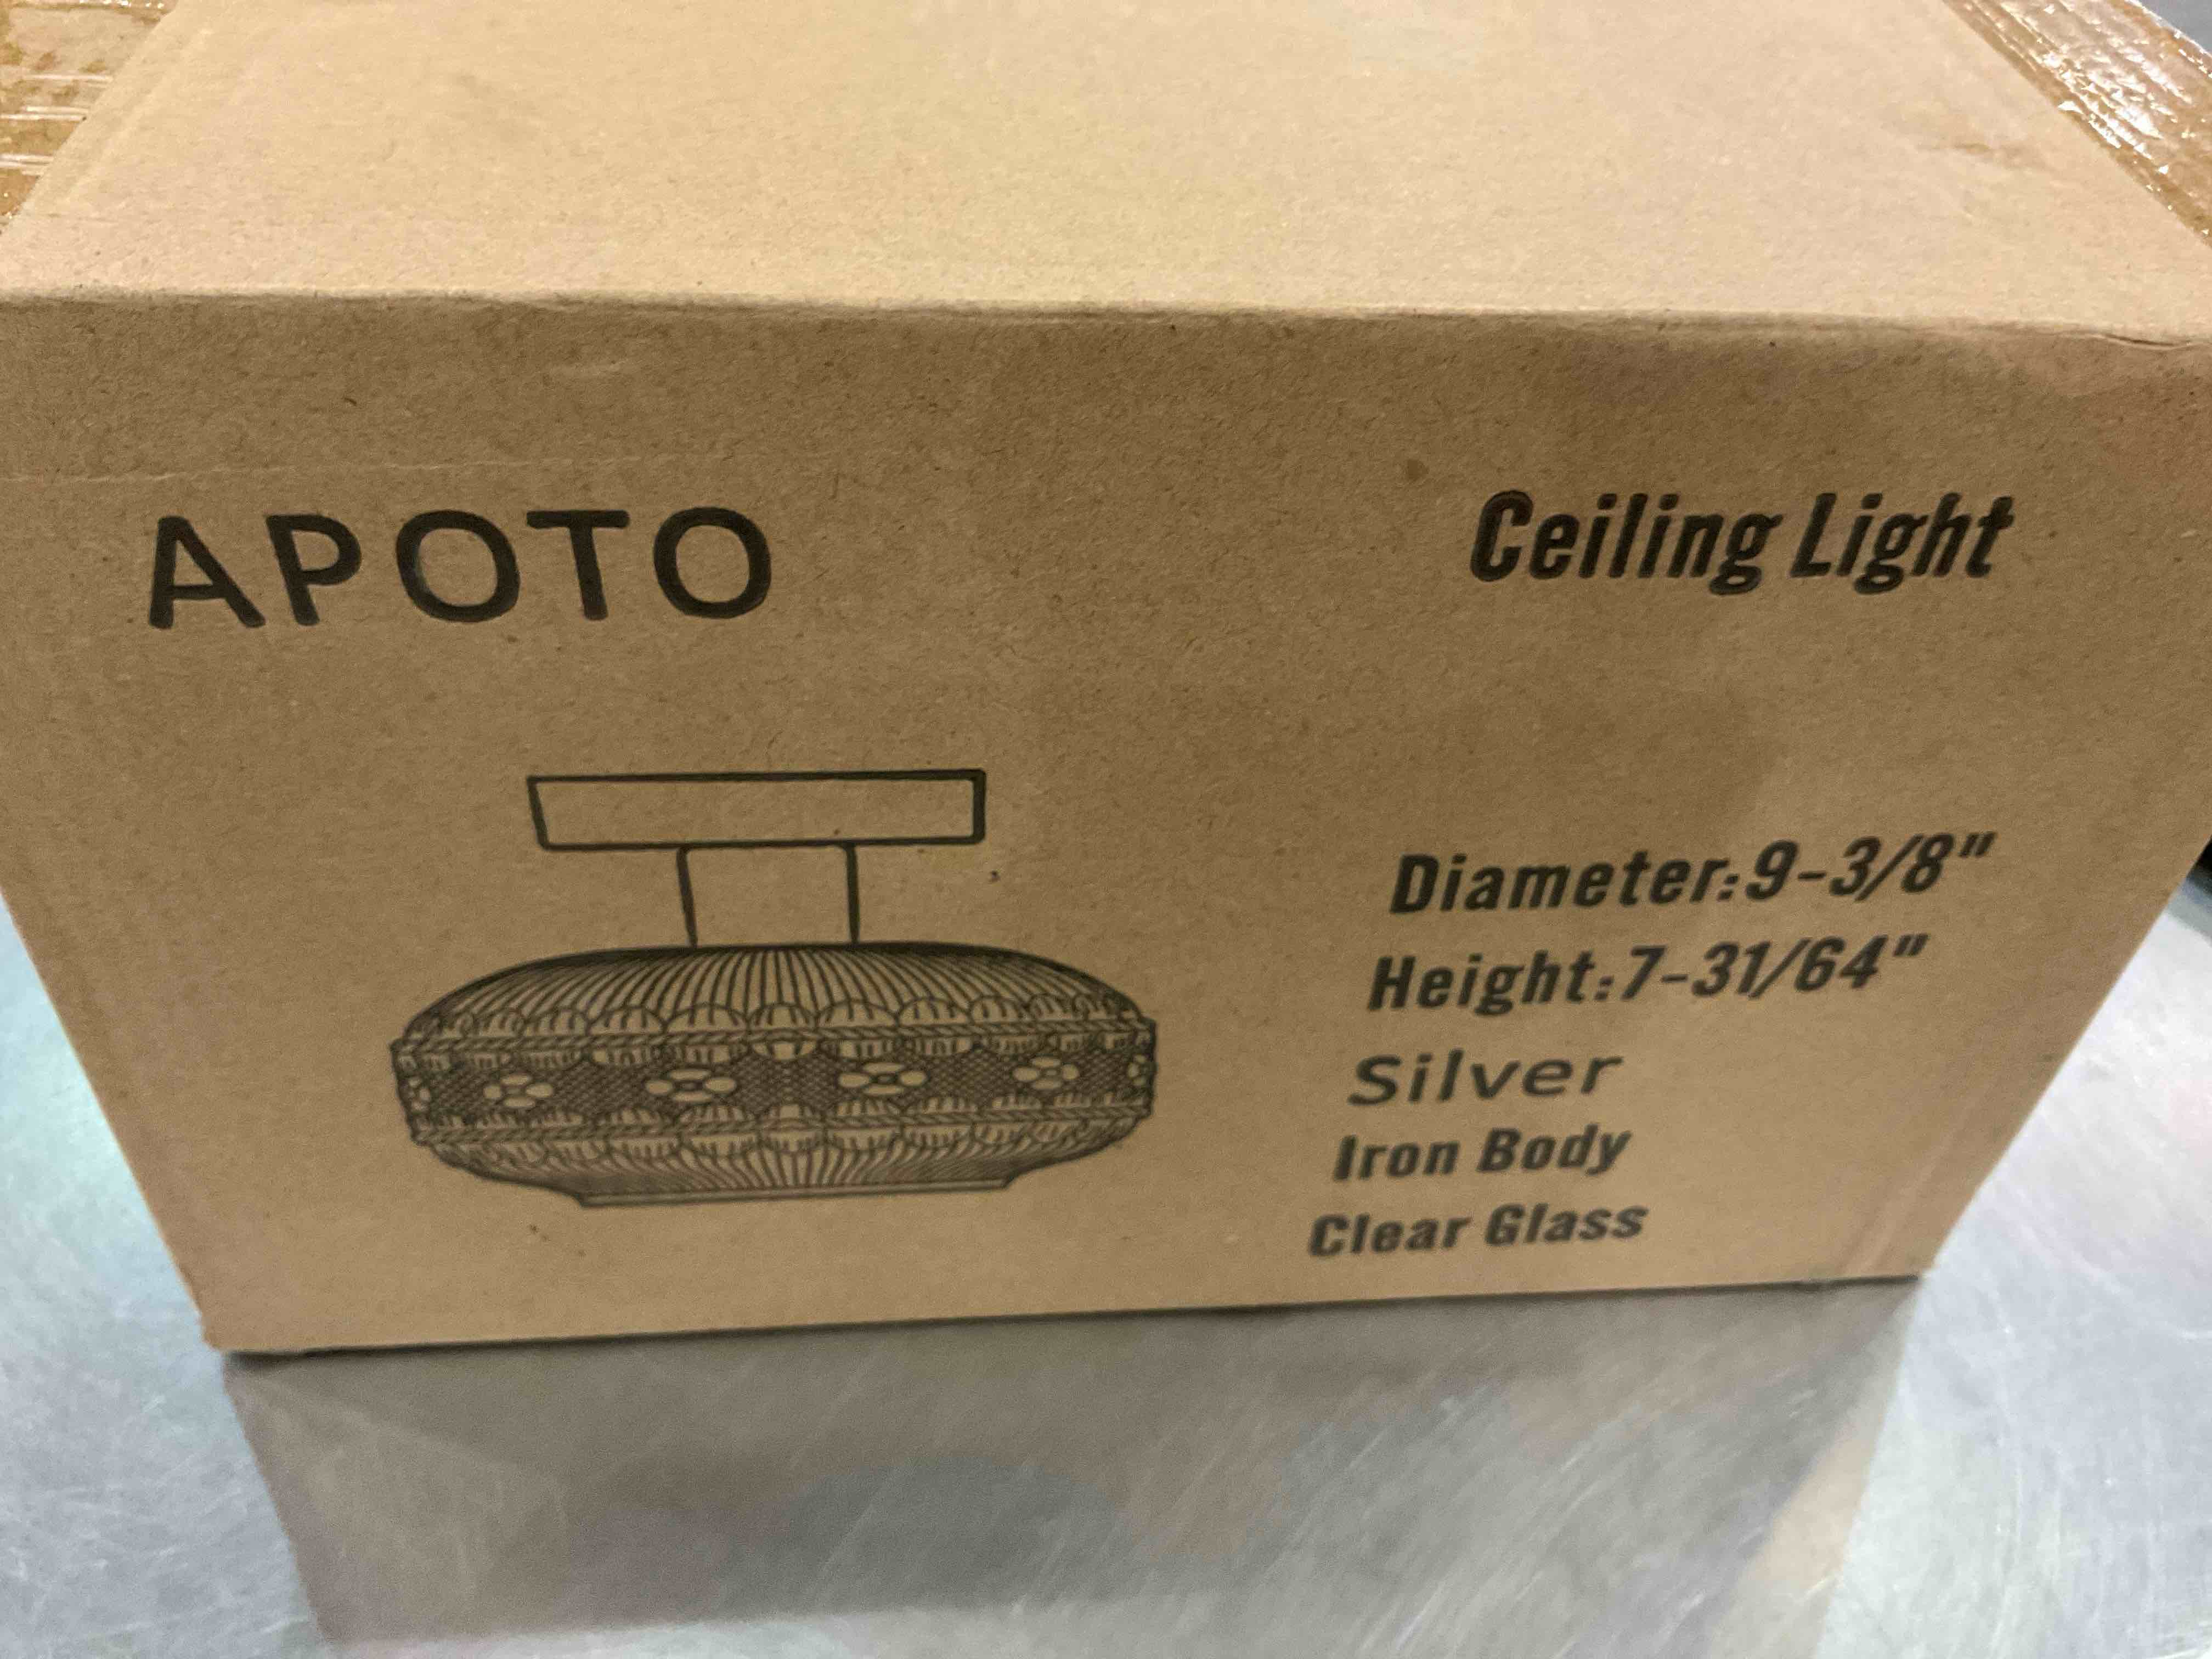 APOTO
Ceiling Light
Diameter:9-3/8"
Height:7-31/64"
Silver
Iron Body
Clear Glass